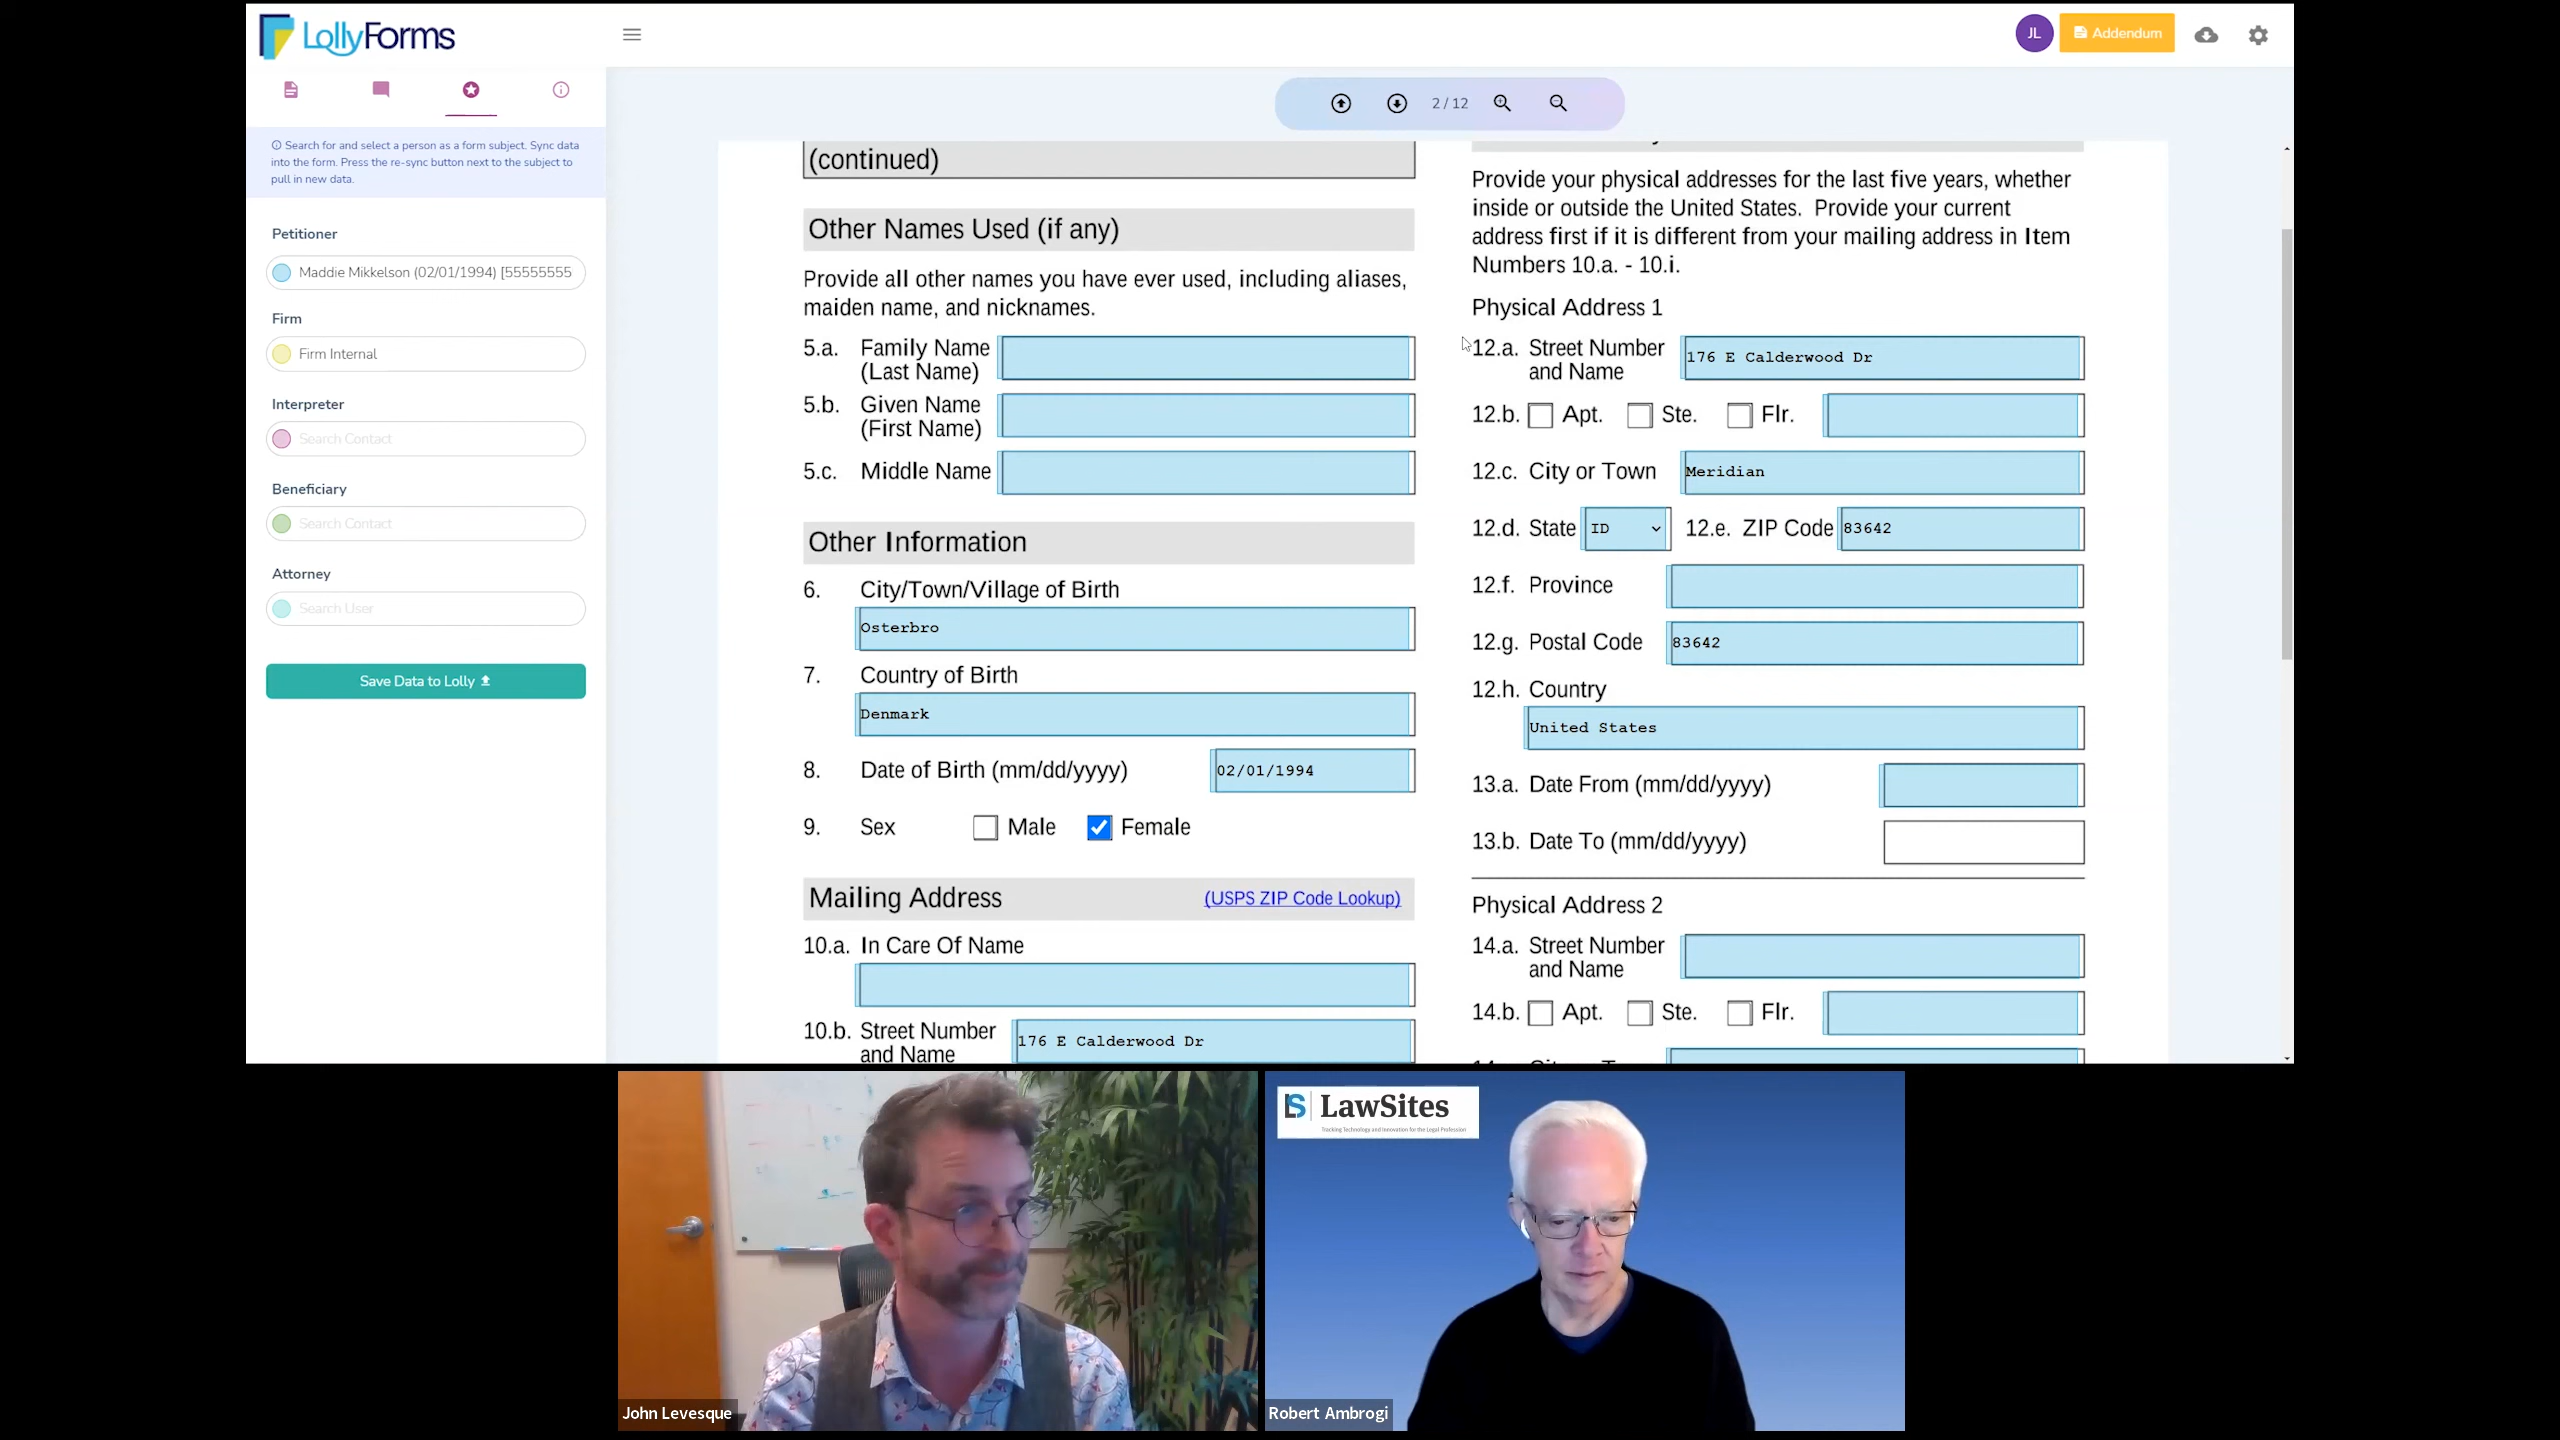 LollyForms
JL
Addendum
Search for and select a person as a form subject. Sync data
into the form. Press the re-sync button next to the subject to
pull in new data.
Petitioner
Maddie Mikkelson (02/01/1994) [55555555
Firm
Firm Internal
Interpreter
Search Contact
Beneficiary
Search Contact
Attorney
Search User
Save Data to Lolly
2 / 12
(continued)
Other Names Used (if any)
Provide all other names you have ever used, including aliases,
maiden name, and nicknames.
5.a. Family Name
(Last Name)
5.b. Given Name
(First Name)
5.c. Middle Name
Other Information
6. City/Town/Village of Birth
Osterbro
7. Country of Birth
Denmark
8. Date of Birth (mm/dd/yyyy) 02/01/1994
9. Sex Male Female
Mailing Address (USPS ZIP Code Lookup)
10.a. In Care Of Name
10.b. Street Number
and Name
176 E Calderwood Dr
Provide your physical addresses for the last five years, whether
inside or outside the United States. Provide your current
address first if it is different from your mailing address in Item
Numbers 10.a. - 10.i.
Physical Address 1
12.a. Street Number
and Name
176 E Calderwood Dr
12.b. Apt. Ste. Flr.
12.c. City or Town Meridian
12.d. State ID 12.e. ZIP Code 83642
12.f. Province
12.g. Postal Code 83642
12.h. Country
United States
13.a. Date From (mm/dd/yyyy)
13.b. Date To (mm/dd/yyyy)
Physical Address 2
14.a. Street Number
and Name
14.b. Apt. Ste. Flr.
John Levesque
LS LawSites
Tracking Technology and Innovation for the Legal Profession
Robert Ambrogi